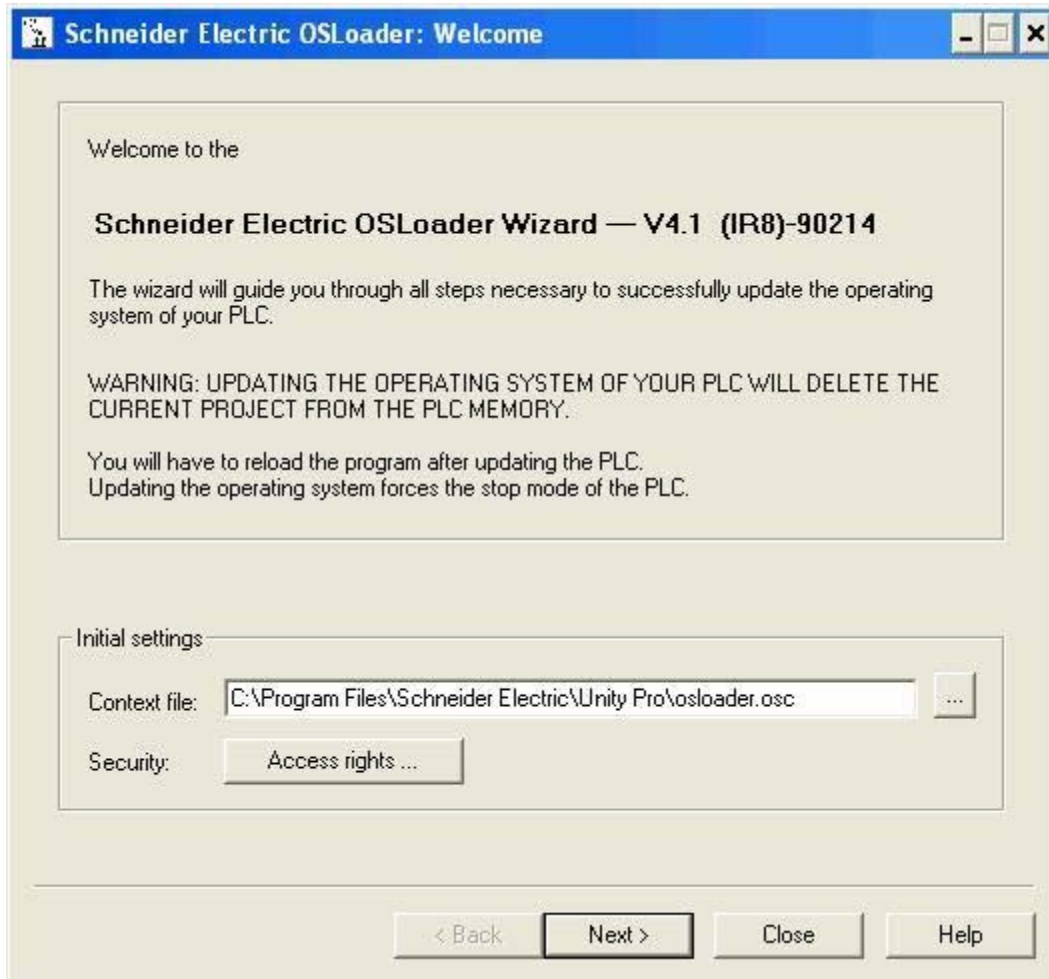 Schneider Electric OSLoader: Welcome
Welcome to the
Schneider Electric OSLoader Wizard — V4.1 (IR8)-90214
The wizard will guide you through all steps necessary to successfully update the operating
system of your PLC.
WARNING: UPDATING THE OPERATING SYSTEM OF YOUR PLC WILL DELETE THE
CURRENT PROJECT FROM THE PLC MEMORY.
You will have to reload the program after updating the PLC.
Updating the operating system forces the stop mode of the PLC.
Initial settings
Context file: C:\Program Files\Schneider Electric\Unity Pro\osloader.osc ...
Security: Access rights ...
< Back Next > Close Help